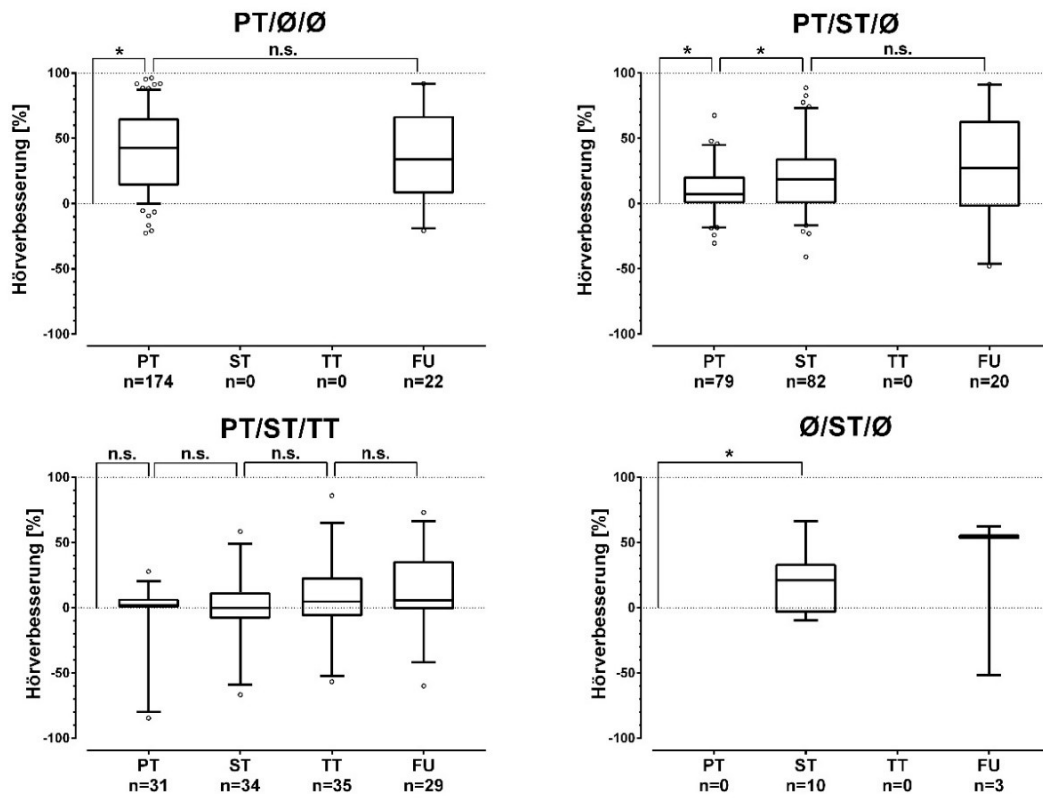 PT/Ø/Ø
* n.s.
Hörverbesserung [%]
100
50
0
-50
-100
PT ST TT FU
n=174 n=0 n=0 n=22
PT/ST/Ø
* * n.s.
Hörverbesserung [%]
100
50
0
-50
-100
PT ST TT FU
n=79 n=82 n=0 n=20
PT/ST/TT
n.s. n.s. n.s. n.s.
Hörverbesserung [%]
100
50
0
-50
-100
PT ST TT FU
n=31 n=34 n=35 n=29
Ø/ST/Ø
*
Hörverbesserung [%]
100
50
0
-50
-100
PT ST TT FU
n=0 n=10 n=0 n=3